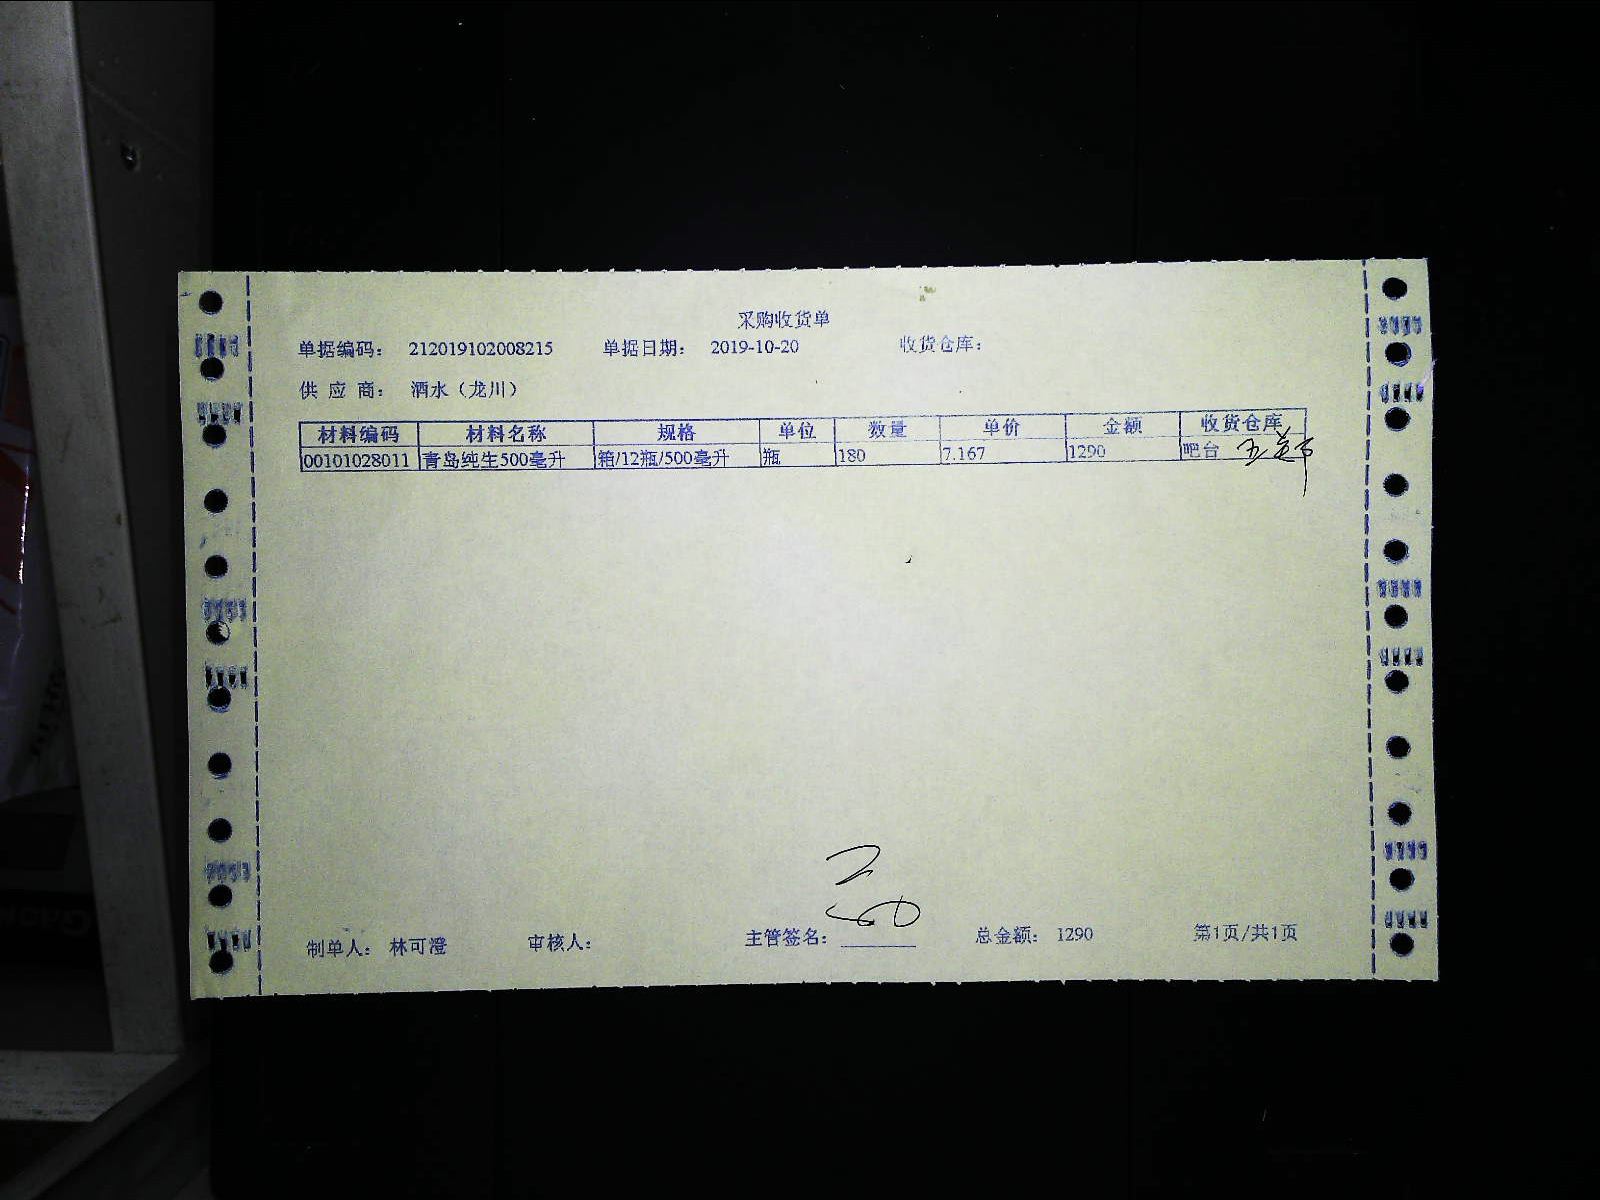 采购收货单
单据编码： 212019102008215 单据日期： 2019-10-20 收货仓库：
供 应 商： 酒水（龙川）
材料编码 材料名称 规格 单位 数量 单价 金额 收货仓库
00101028011 青岛纯生500毫升 箱/12瓶/500毫升 瓶 180 7.167 1290 吧台
制单人： 林可澄 审核人： 主管签名： 总金额： 1290 第1页/共1页